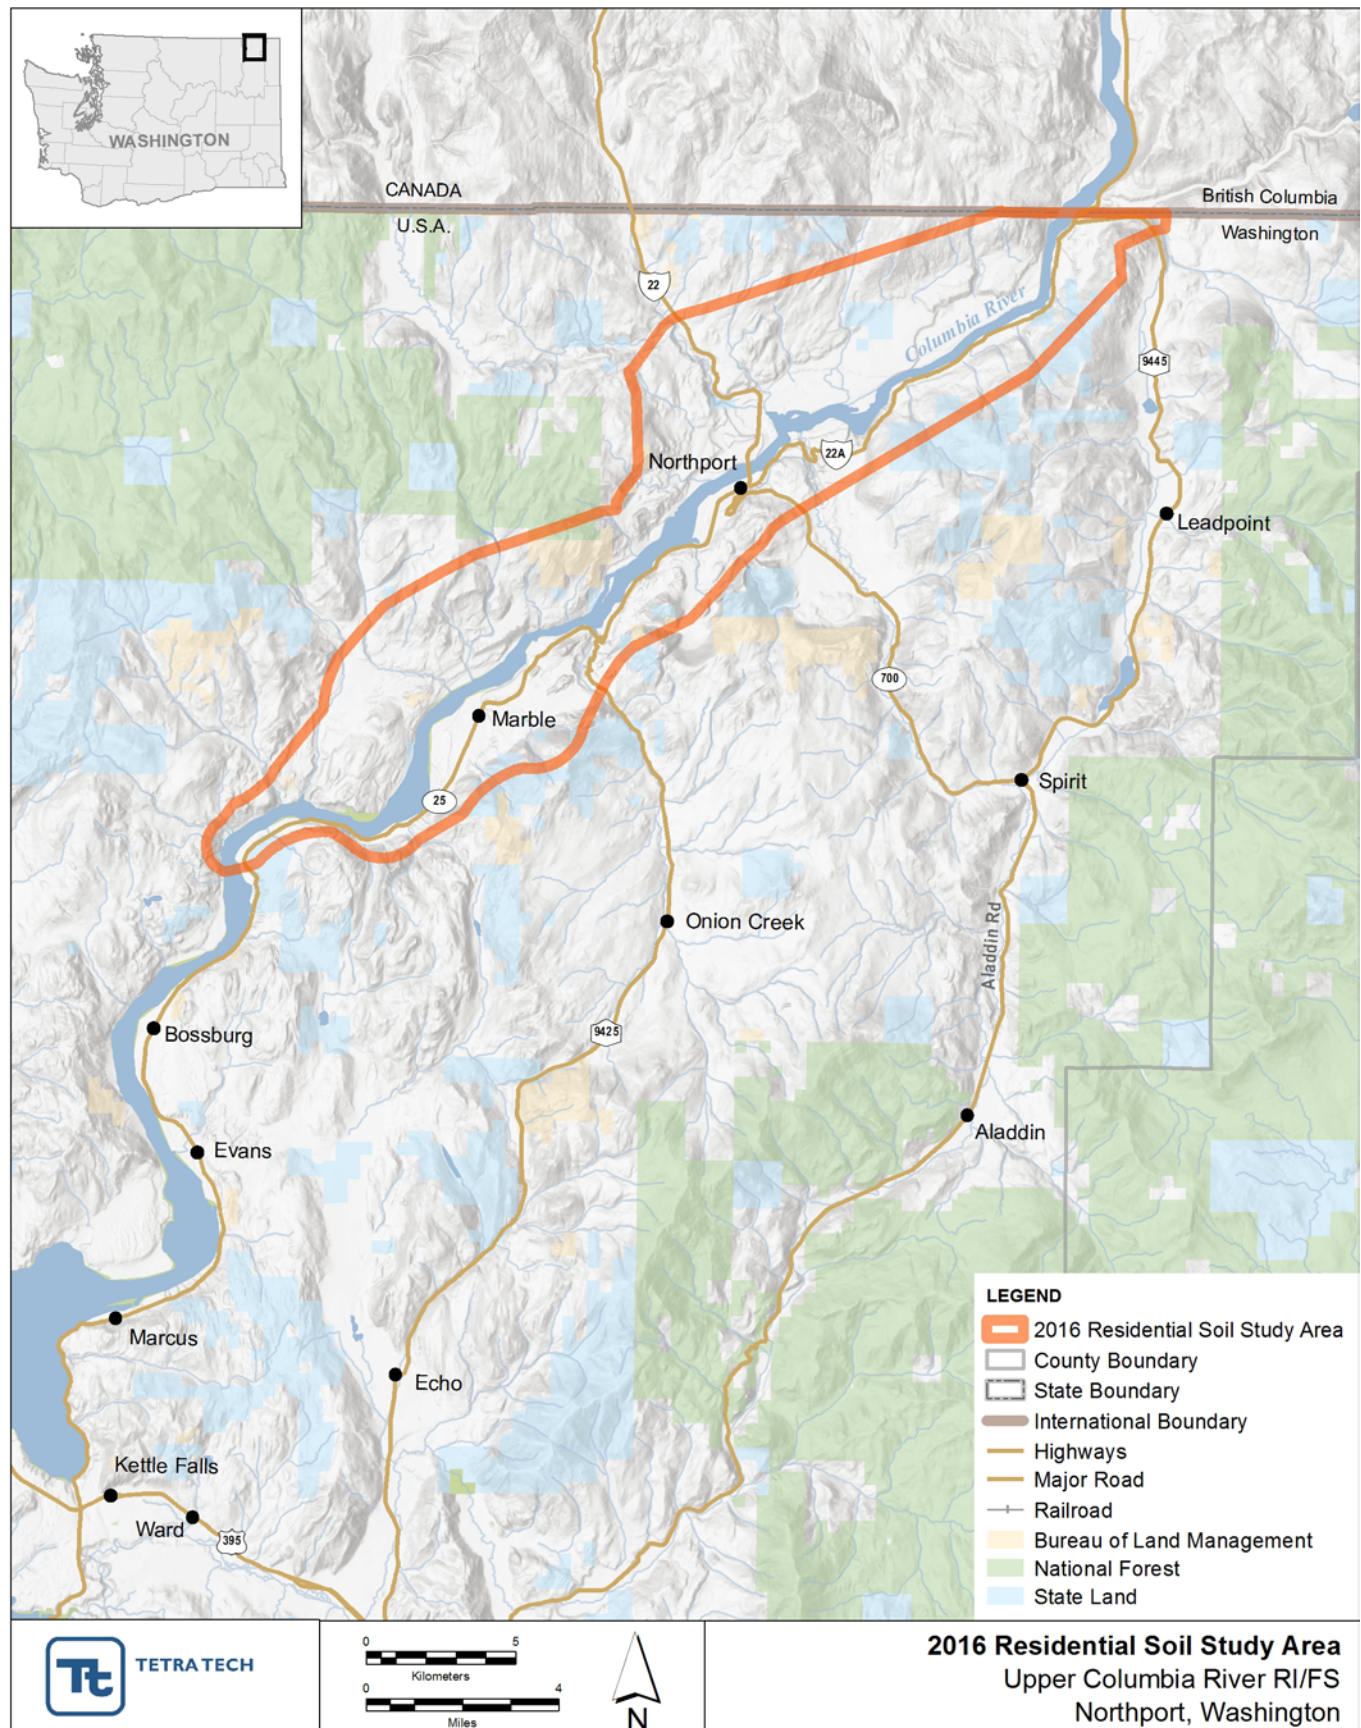 WASHINGTON
CANADA
U.S.A.
British Columbia
Washington
22
Columbia River
9445
22A
Northport
Leadpoint
700
Marble
25
Spirit
Onion Creek
Aladdin Rd
9425
Bossburg
Aladdin
Evans
Marcus
Echo
Kettle Falls
Ward
395
LEGEND
2016 Residential Soil Study Area
County Boundary
State Boundary
International Boundary
Highways
Major Road
Railroad
Bureau of Land Management
National Forest
State Land
Tt
TETRA TECH
0 5
Kilometers
0 4
Miles
N
2016 Residential Soil Study Area
Upper Columbia River RI/FS
Northport, Washington